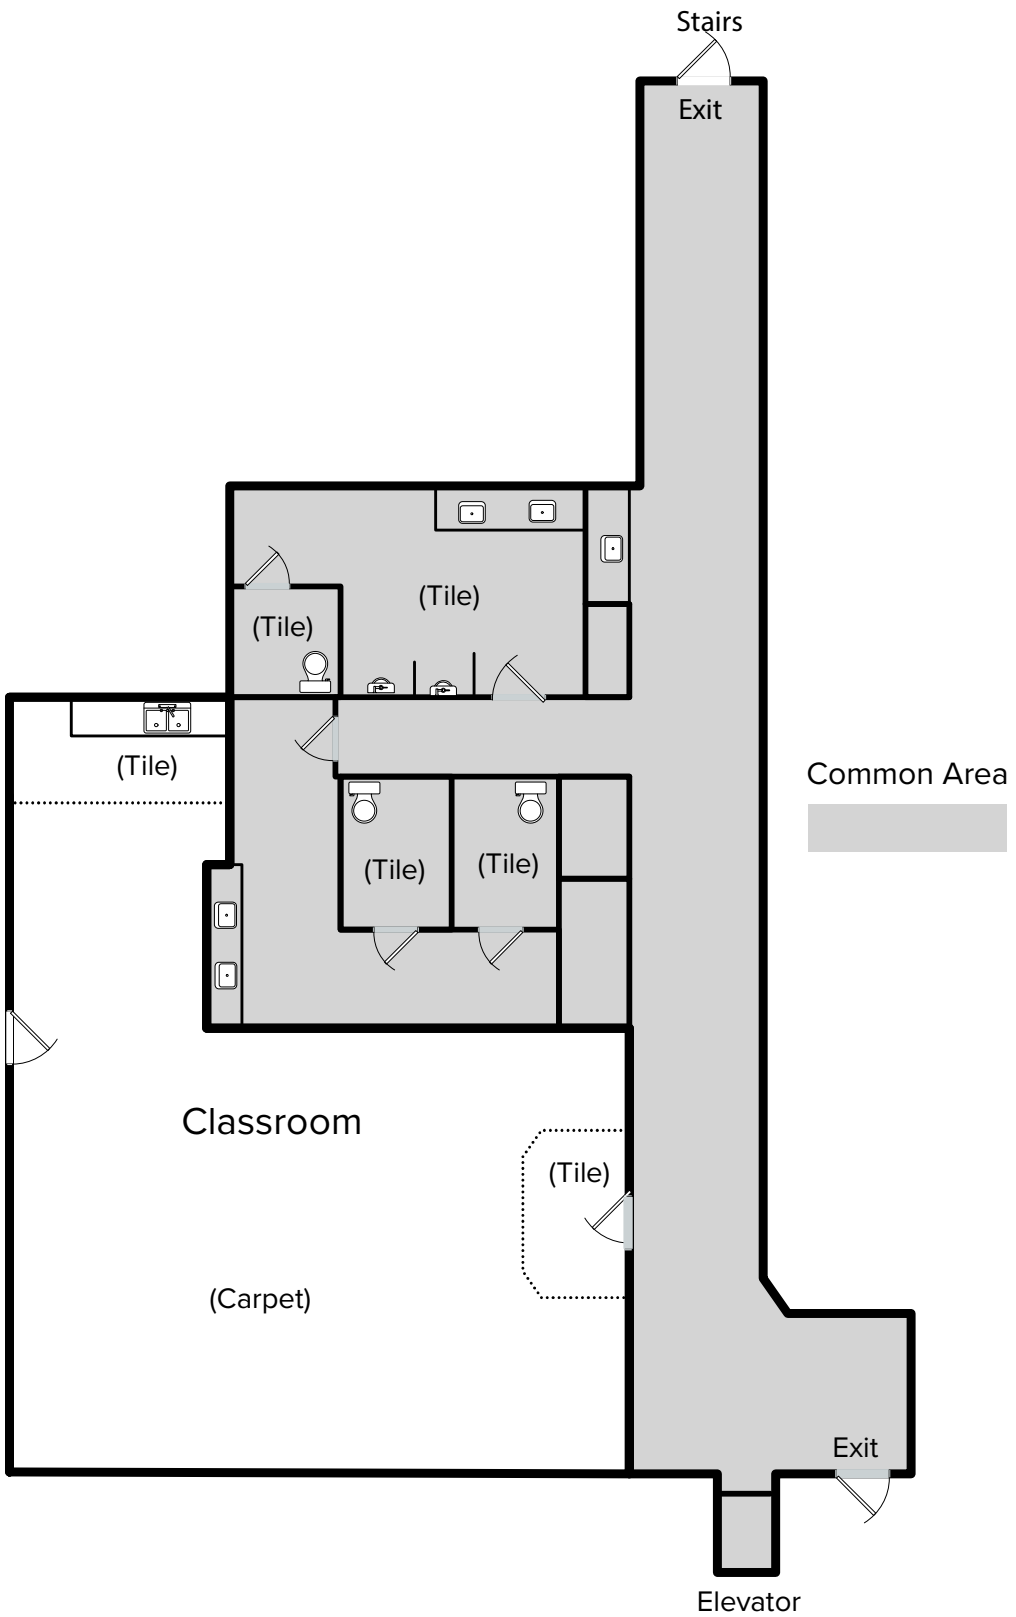 Stairs
Exit
(Tile)
(Tile)
(Tile)
Common Area
(Tile)
(Tile)
Classroom
(Tile)
(Carpet)
Exit
Elevator